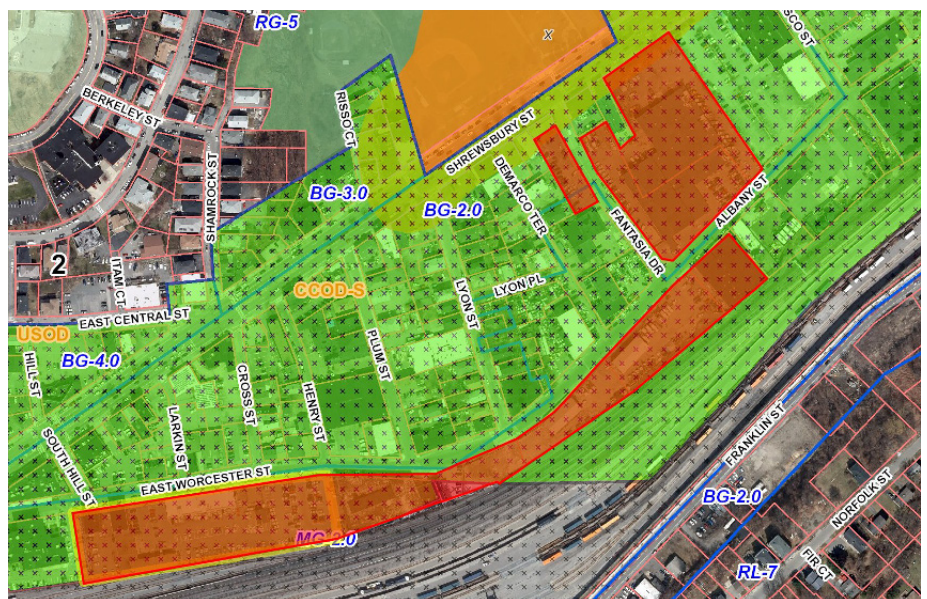 RG-5
SCO ST
X
BERKELEY ST
RISSO CT
SHREWSBURY ST
SHAMROCK ST
DEMARCO TER
BG-3.0
ALBANY ST
BG-2.0
FANTASIA DR
2
ITAM CT
LYON PL
CCOD-S
LYON ST
EAST CENTRAL ST
USOD
PLUM ST
BG-4.0
HILL ST
CROSS ST
HENRY ST
LARKIN ST
FRANKLIN ST
SOUTH HILL ST
EAST WORCESTER ST
BG-2.0
NORFOLK ST
MG-2.0
FIR CT
RL-7